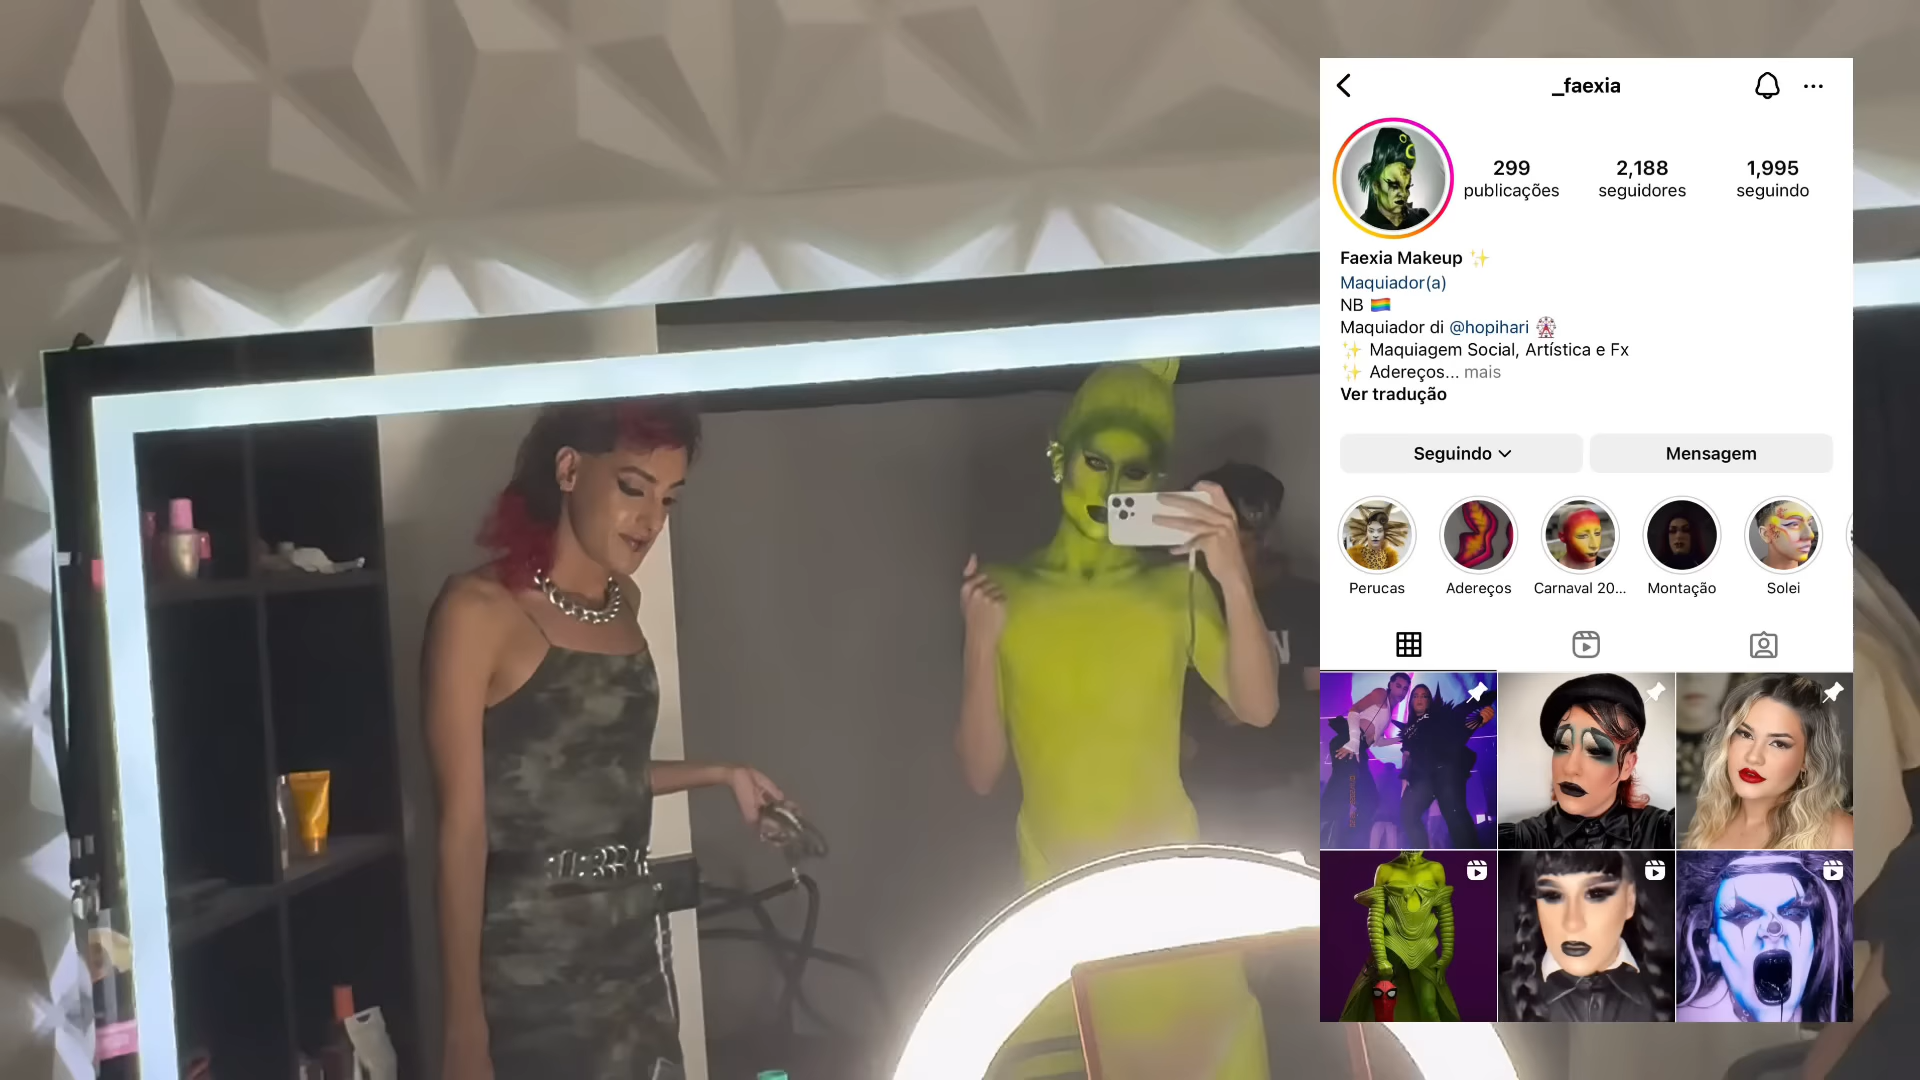 _faexia
299
publicações
2,188
seguidores
1,995
seguindo
Faexia Makeup ✨
Maquiador(a)
NB 🏳️‍🌈
Maquiador di @hopihari 🎡
✨ Maquiagem Social, Artística e Fx
✨ Adereços... mais
Ver tradução
Seguindo
Mensagem
Perucas
Adereços
Carnaval 20...
Montação
Solei